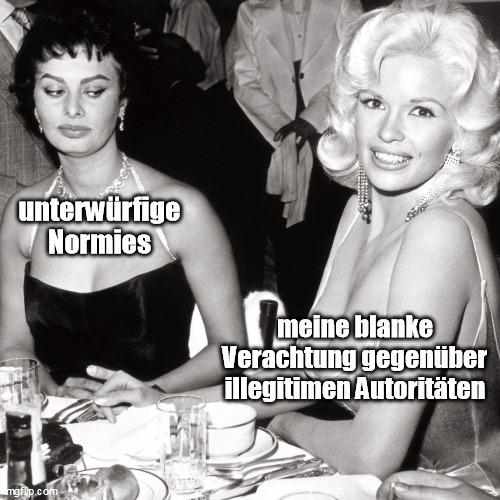 unterwürfige
Normies
meine blanke
Verachtung gegenüber
illegitimen Autoritäten
imgflip.com